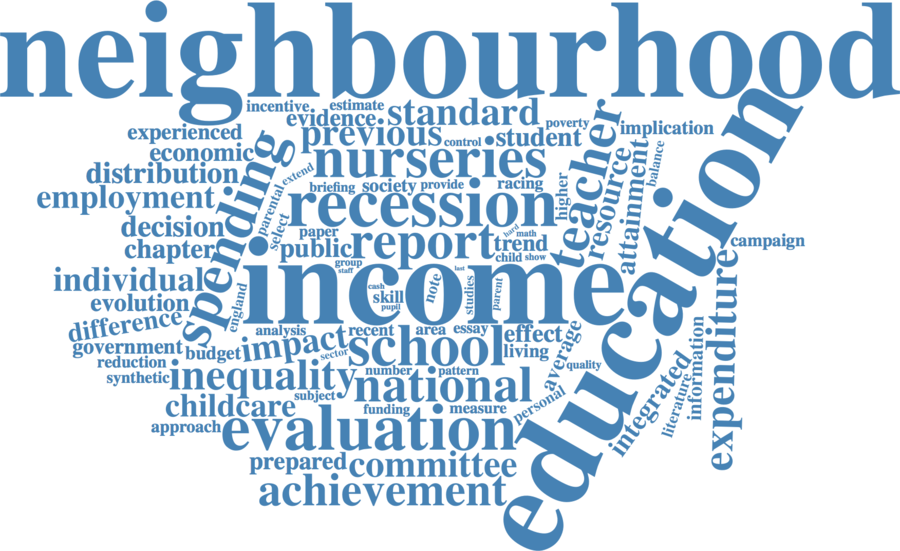 neighbourhood
incentive
estimate
evidence
standard
experienced
previous
control
student
poverty
implication
economic
nurseries
teacher
resource
baliance
distribution
spending
extend
briefing
society
provide
racing
higher
attainment
education
employment
parental
recession
decision
select
paper
hard
math
chapter
public
report
trend
campaign
child
show
group
staff
income
last
individual
cash
skill
note
studies
parent
pupil
expenditure
evolution
england
difference
analysis
impact
recent
area
essay
effect
average
information
government
budget
sector
school
living
reduction
quality
synthetic
inequality
number
pattern
national
integrated
literature
subject
personal
childcare
funding
measure
approach
evaluation
prepared
committee
achievement